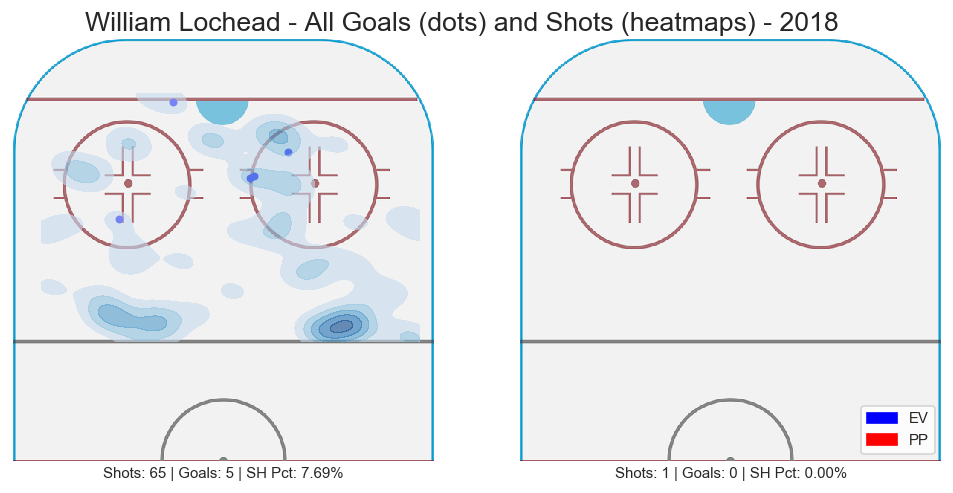 William Lochead - All Goals (dots) and Shots (heatmaps) - 2018
EV
PP
Shots: 65 | Goals: 5 | SH Pct: 7.69%
Shots: 1 | Goals: 0 | SH Pct: 0.00%